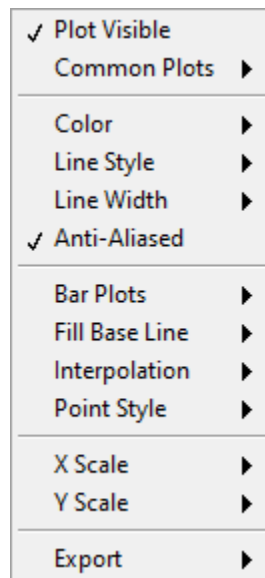 Plot Visible
Common Plots
Color
Line Style
Line Width
Anti-Aliased
Bar Plots
Fill Base Line
Interpolation
Point Style
X Scale
Y Scale
Export